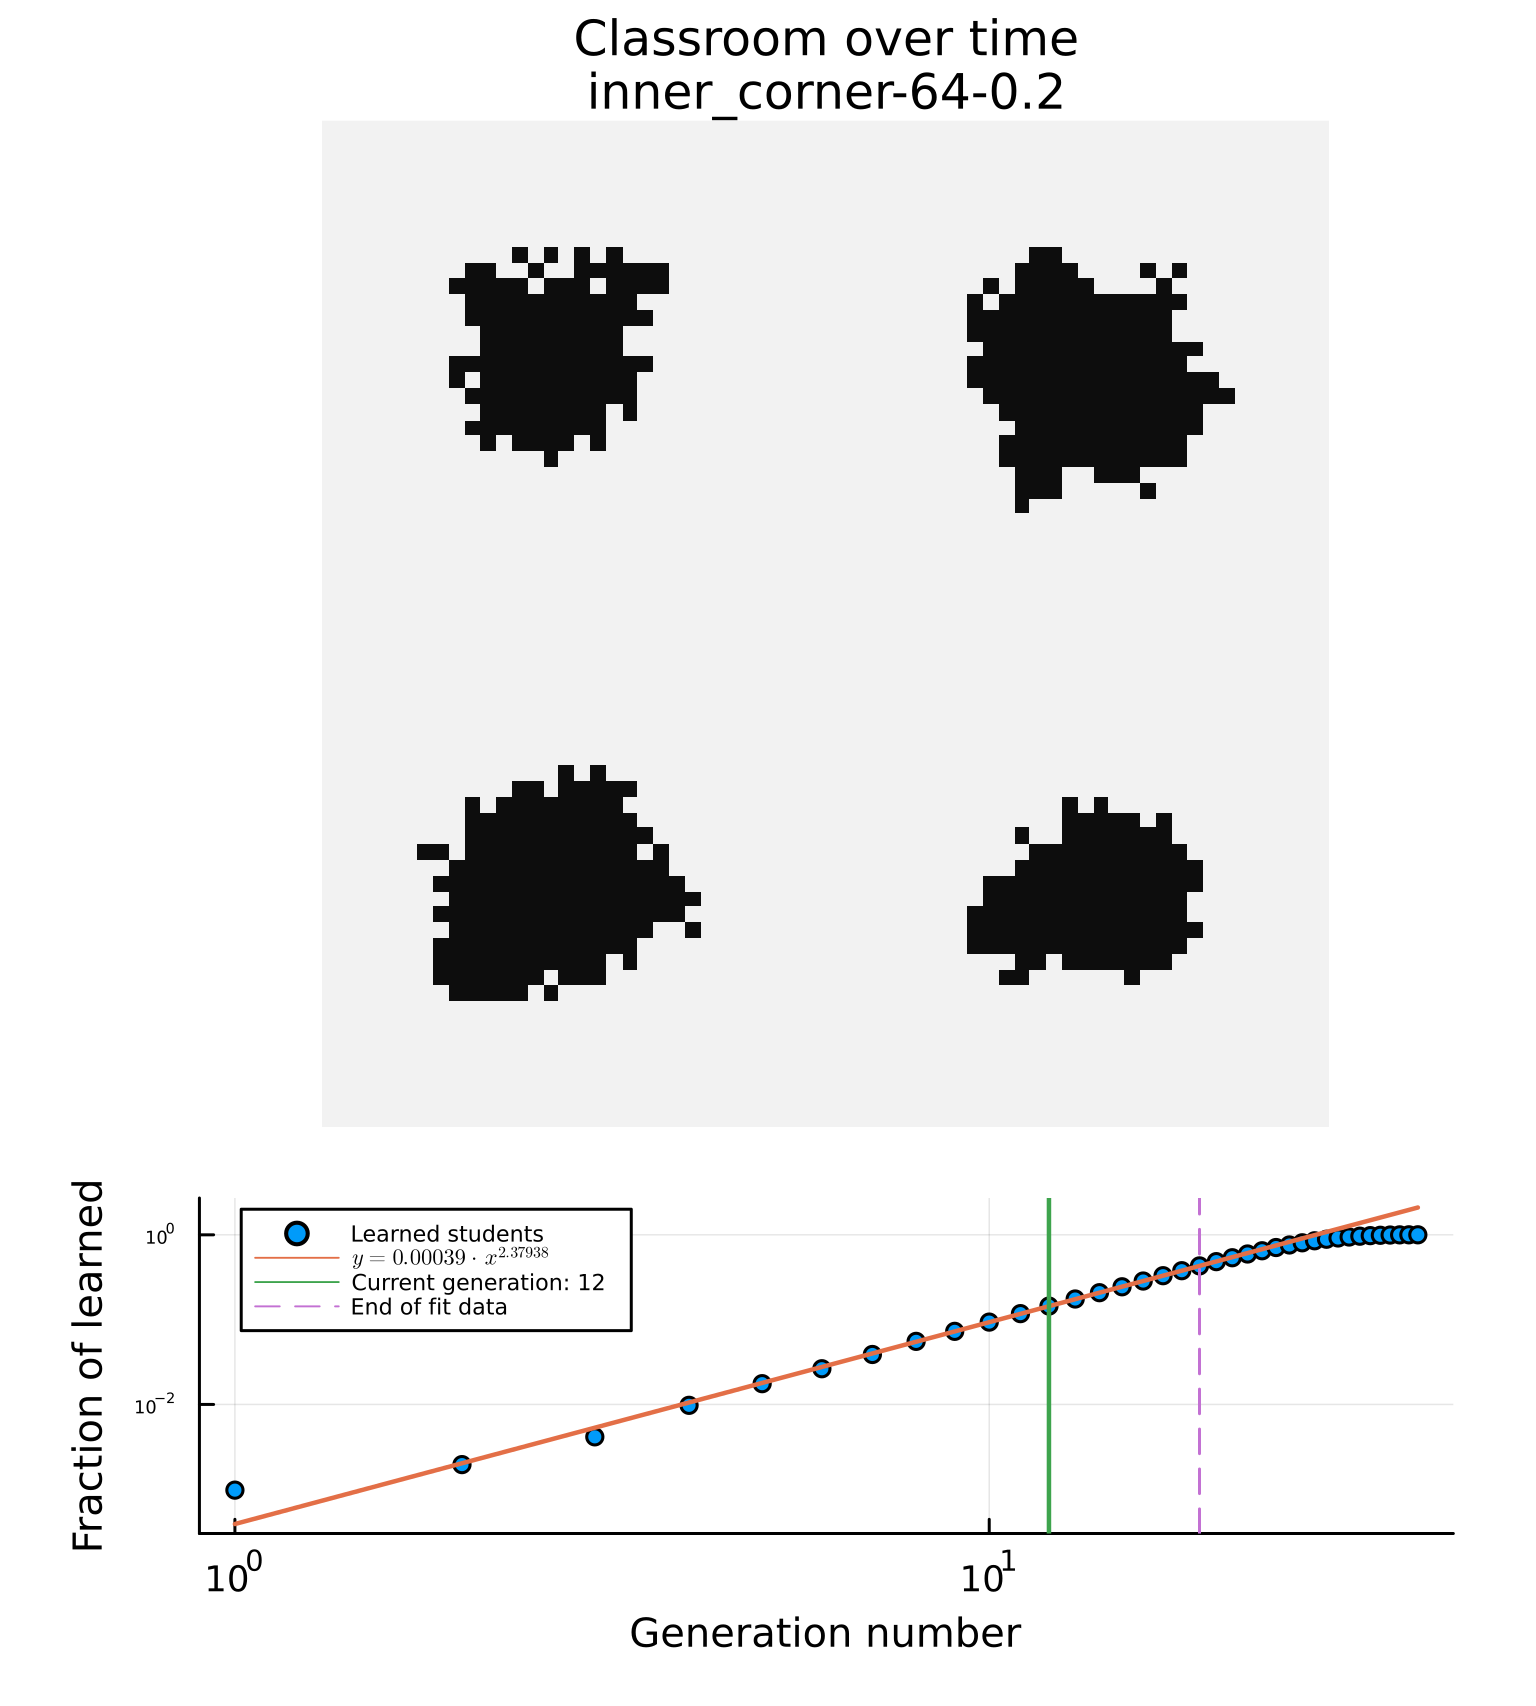 Classroom over time
inner_corner-64-0.2
Fraction of learned
10^0
10^−2
Learned students
y = 0.00039 · x^2.37938
Current generation: 12
End of fit data
10^0
10^1
Generation number